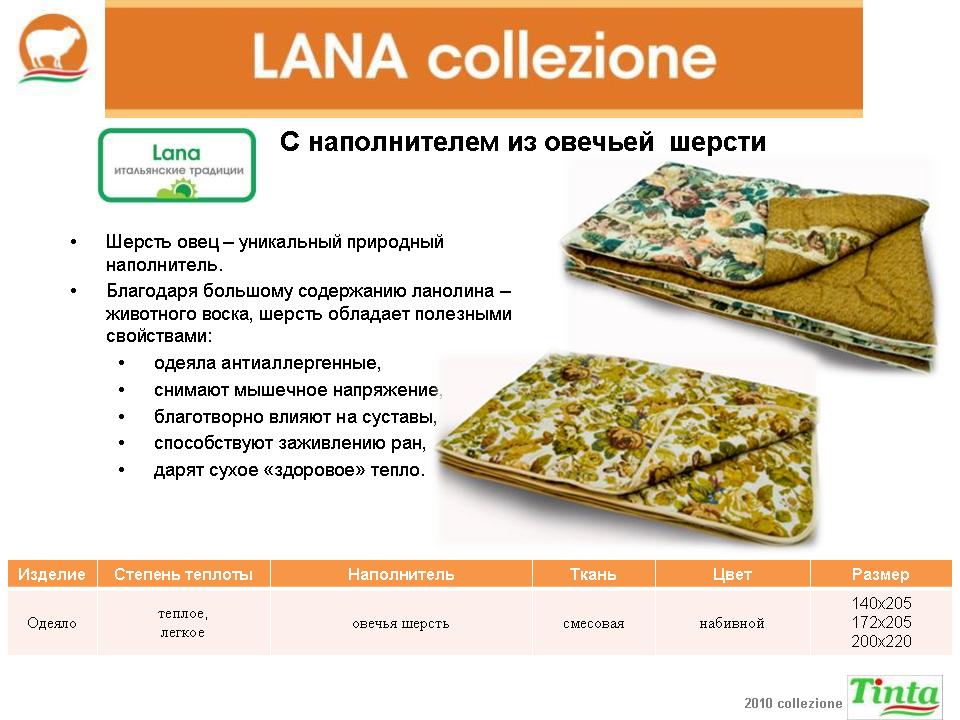 LANA collezione
Lana
итальянские традиции
С наполнителем из овечьей шерсти
• Шерсть овец – уникальный природный
наполнитель.
• Благодаря большому содержанию ланолина –
животного воска, шерсть обладает полезными
свойствами:
• одеяла антиаллергенные,
• снимают мышечное напряжение,
• благотворно влияют на суставы,
• способствуют заживлению ран,
• дарят сухое «здоровое» тепло.
Изделие Степень теплоты Наполнитель Ткань Цвет Размер
Одеяло теплое, легкое овечья шерсть смесовая набивной 140х205
172х205
200х220
2010 collezione Tinta